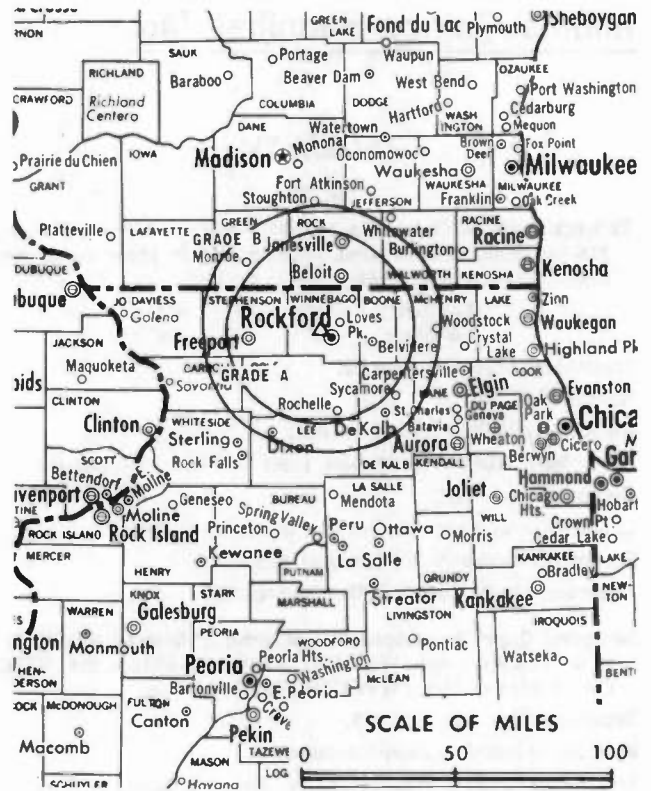 GREEN LAKE
Fond du Lac
Plymouth
Sheboygan
Portage
Waupun
SAUK
RICHLAND
Baraboo
Beaver Dam
West Bend
OZAUKEE
Port Washington
CRAWFORD
Richland
Centero
COLUMBIA
DODGE
Hartford
WASH
INGTON
Cedarburg
Mequon
DANE
Watertown
Monona
Brown
Deer
Fox Point
Prairie du Chien
IOWA
Madison
Oconomowoc
Waukesha
Milwaukee
GRANT
Fort Atkinson
WAUKESHA
MILWAUKEE
Stoughton
JEFFERSON
Franklin
Oak Creek
Platteville
LAFAYETTE
GREEN
ROCK
GRADE B
Janesville
Whitewater
RACINE
Racine
Monroe
Burlington
DUBUQUE
Beloit
WALWORTH
KENOSHA
Kenosha
buque
JO DAVIESS
STEPHENSON
WINNEBAGO
BOONE
McHENRY
LAKE
Zinn
Galeno
Rockford
Loves
Pk.
Woodstock
Waukegan
JACKSON
Freeport
Belvidere
Crystal
Lake
Highland Pk
Maquoketa
Savanna
GRADE A
Carpentersville
COOK
Sycamore
KANE
Elgin
Evanston
CLINTON
Rochelle
St. Charles
Geneva
DU PAGE
Oak
Park
Clinton
WHITESIDE
LEE
DeKalb
Batavia
Chica
Sterling
Dixon
Aurora
Wheaton
Cicero
SCOTT
Rock Falls
Berwyn
DE KALB
KENDALL
Gar
Bettendorf
E. Moline
LA SALLE
Hammond
venport
Geneseo
BUREAU
Mendota
Joliet
Chicago
Hts.
Moline
Spring Valley
Peru
WILL
Hobart
ROCK ISLAND
Rock Island
Princeton
Ottawa
Morris
Crown Pt
Cedar Lake
MERCER
Kewanee
La Salle
KANKAKEE
LAKE
HENRY
PUTNAM
GRUNDY
Bradley
KNOX
STARK
MARSHALL
Streator
Kankakee
NEW-
TON
WARREN
Galesburg
LIVINGSTON
IROQUOIS
ington
Monmouth
PEORIA
WOODFORD
Pontiac
Peoria
Peoria Hts.
Washington
Watseka
HEN-
DERSON
Bartonville
E. Peoria
McLEAN
BENT
McDONOUGH
FULTON
Canton
Creve
Macomb
Pekin
SCALE OF MILES
TAZEWE
0 50 100
MASON
LOG
SCHUYLER
Havana